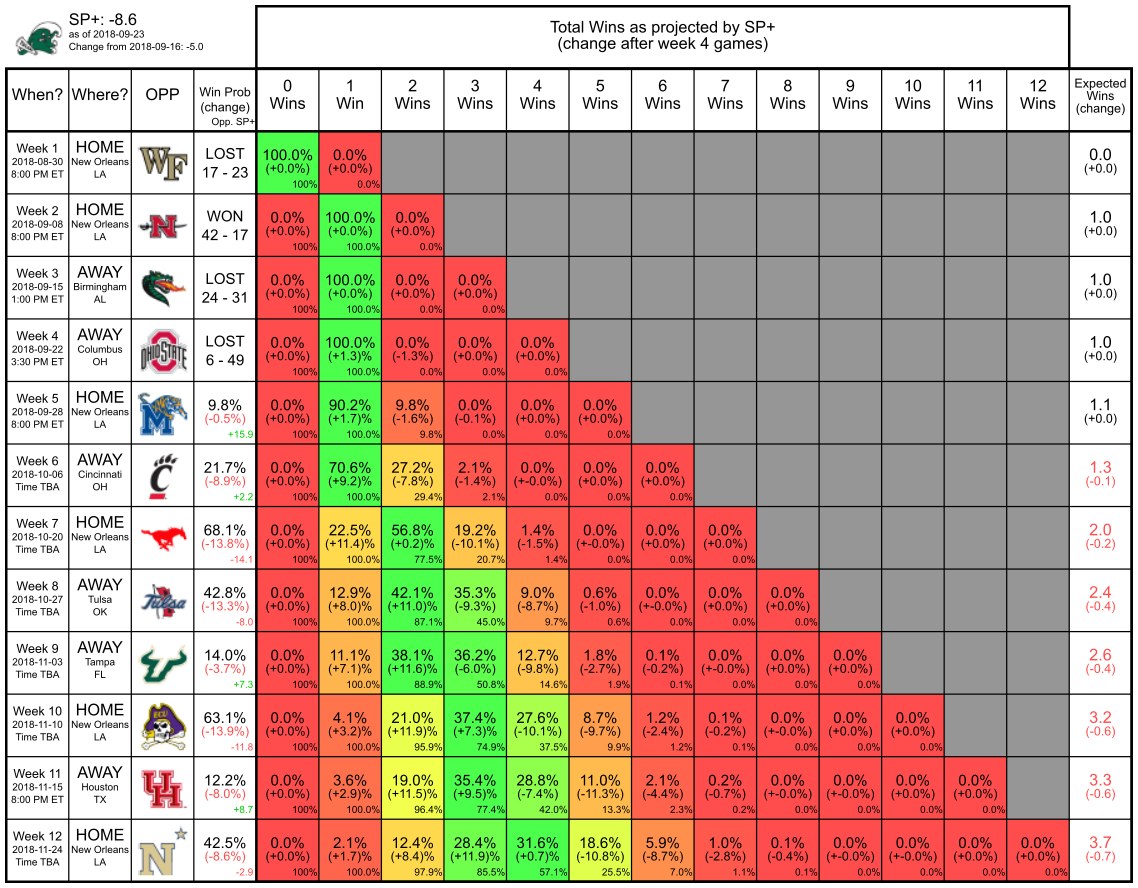 SP+: -8.6
as of 2018-09-23
Change from 2018-09-16: -5.0
Total Wins as projected by SP+
(change after week 4 games)
When? Where? OPP Win Prob (change) Opp. SP+ 0 Wins 1 Win 2 Wins 3 Wins 4 Wins 5 Wins 6 Wins 7 Wins 8 Wins 9 Wins 10 Wins 11 Wins 12 Wins Expected Wins (change)
Week 1 HOME WF LOST 100.0% 0.0% 0.0
2018-08-30 New Orleans 17 - 23 (+0.0%) (+0.0%) (+0.0)
8:00 PM ET LA 100% 0.0%
Week 2 HOME N WON 0.0% 100.0% 0.0% 1.0
2018-09-08 New Orleans 42 - 17 (+0.0%) (+0.0%) (+0.0%) (+0.0)
8:00 PM ET LA 100% 100.0% 0.0%
Week 3 AWAY LOST 0.0% 100.0% 0.0% 0.0% 1.0
2018-09-15 Birmingham 24 - 31 (+0.0%) (+0.0%) (+0.0%) (+0.0%) (+0.0)
1:00 PM ET AL 100% 100.0% 0.0% 0.0%
Week 4 AWAY OHIO STATE LOST 0.0% 100.0% 0.0% 0.0% 0.0% 1.0
2018-09-22 Columbus 6 - 49 (+0.0%) (+1.3)% (-1.3%) (+0.0%) (+0.0%) (+0.0)
3:30 PM ET OH 100% 100.0% 0.0% 0.0% 0.0%
Week 5 HOME M 9.8% 0.0% 90.2% 9.8% 0.0% 0.0% 0.0% 1.1
2018-09-28 New Orleans (-0.5%) (+0.0%) (+1.7)% (-1.6%) (-0.1%) (+0.0%) (+0.0%) (+0.0)
8:00 PM ET LA +15.9 100% 100.0% 9.8% 0.0% 0.0% 0.0%
Week 6 AWAY C 21.7% 0.0% 70.6% 27.2% 2.1% 0.0% 0.0% 0.0% 1.3
2018-10-06 Cincinnati (-8.9%) (+0.0%) (+9.2)% (-7.8%) (-1.4%) (+-0.0%) (+0.0%) (+0.0%) (-0.1)
Time TBA OH +2.2 100% 100.0% 29.4% 2.1% 0.0% 0.0% 0.0%
Week 7 HOME 68.1% 0.0% 22.5% 56.8% 19.2% 1.4% 0.0% 0.0% 0.0% 2.0
2018-10-20 New Orleans (-13.8%) (+0.0%) (+11.4)% (+0.2)% (-10.1%) (-1.5%) (+-0.0%) (+0.0%) (+0.0%) (-0.2)
Time TBA LA -14.1 100% 100.0% 77.5% 20.7% 1.4% 0.0% 0.0% 0.0%
Week 8 AWAY Tulsa 42.8% 0.0% 12.9% 42.1% 35.3% 9.0% 0.6% 0.0% 0.0% 0.0% 2.4
2018-10-27 Tulsa (-13.3%) (+0.0%) (+8.0)% (+11.0)% (-9.3%) (-8.7%) (-1.0%) (+-0.0%) (+0.0%) (+0.0%) (-0.4)
Time TBA OK -8.0 100% 100.0% 87.1% 45.0% 9.7% 0.6% 0.0% 0.0% 0.0%
Week 9 AWAY 14.0% 0.0% 11.1% 38.1% 36.2% 12.7% 1.8% 0.1% 0.0% 0.0% 0.0% 2.6
2018-11-03 Tampa (-3.7%) (+0.0%) (+7.1)% (+11.6)% (-6.0%) (-9.8%) (-2.7%) (-0.2%) (+-0.0%) (+0.0%) (+0.0%) (-0.4)
Time TBA FL +7.3 100% 100.0% 88.9% 50.8% 14.6% 1.9% 0.1% 0.0% 0.0% 0.0%
Week 10 HOME ECU 63.1% 0.0% 4.1% 21.0% 37.4% 27.6% 8.7% 1.2% 0.1% 0.0% 0.0% 0.0% 3.2
2018-11-10 New Orleans (-13.9%) (+0.0%) (+3.2)% (+11.9)% (+7.3)% (-10.1%) (-9.7%) (-2.4%) (-0.2%) (+-0.0%) (+0.0%) (+0.0%) (-0.6)
Time TBA LA -11.8 100% 100.0% 95.9% 74.9% 37.5% 9.9% 1.2% 0.1% 0.0% 0.0% 0.0%
Week 11 AWAY UH 12.2% 0.0% 3.6% 19.0% 35.4% 28.8% 11.0% 2.1% 0.2% 0.0% 0.0% 0.0% 0.0% 3.3
2018-11-15 Houston (-8.0%) (+0.0%) (+2.9)% (+11.5)% (+9.5)% (-7.4%) (-11.3%) (-4.4%) (-0.7%) (+-0.0%) (+-0.0%) (+0.0%) (+0.0%) (-0.6)
8:00 PM ET TX +8.7 100% 100.0% 96.4% 77.4% 42.0% 13.3% 2.3% 0.2% 0.0% 0.0% 0.0% 0.0%
Week 12 HOME N 42.5% 0.0% 2.1% 12.4% 28.4% 31.6% 18.6% 5.9% 1.0% 0.1% 0.0% 0.0% 0.0% 0.0% 3.7
2018-11-24 New Orleans (-8.6%) (+0.0%) (+1.7)% (+8.4)% (+11.9)% (+0.7)% (-10.8%) (-8.7%) (-2.8%) (-0.4%) (+-0.0%) (+-0.0%) (+0.0%) (+0.0%) (-0.7)
Time TBA LA -2.9 100% 100.0% 97.9% 85.5% 57.1% 25.5% 7.0% 1.1% 0.1% 0.0% 0.0% 0.0% 0.0%